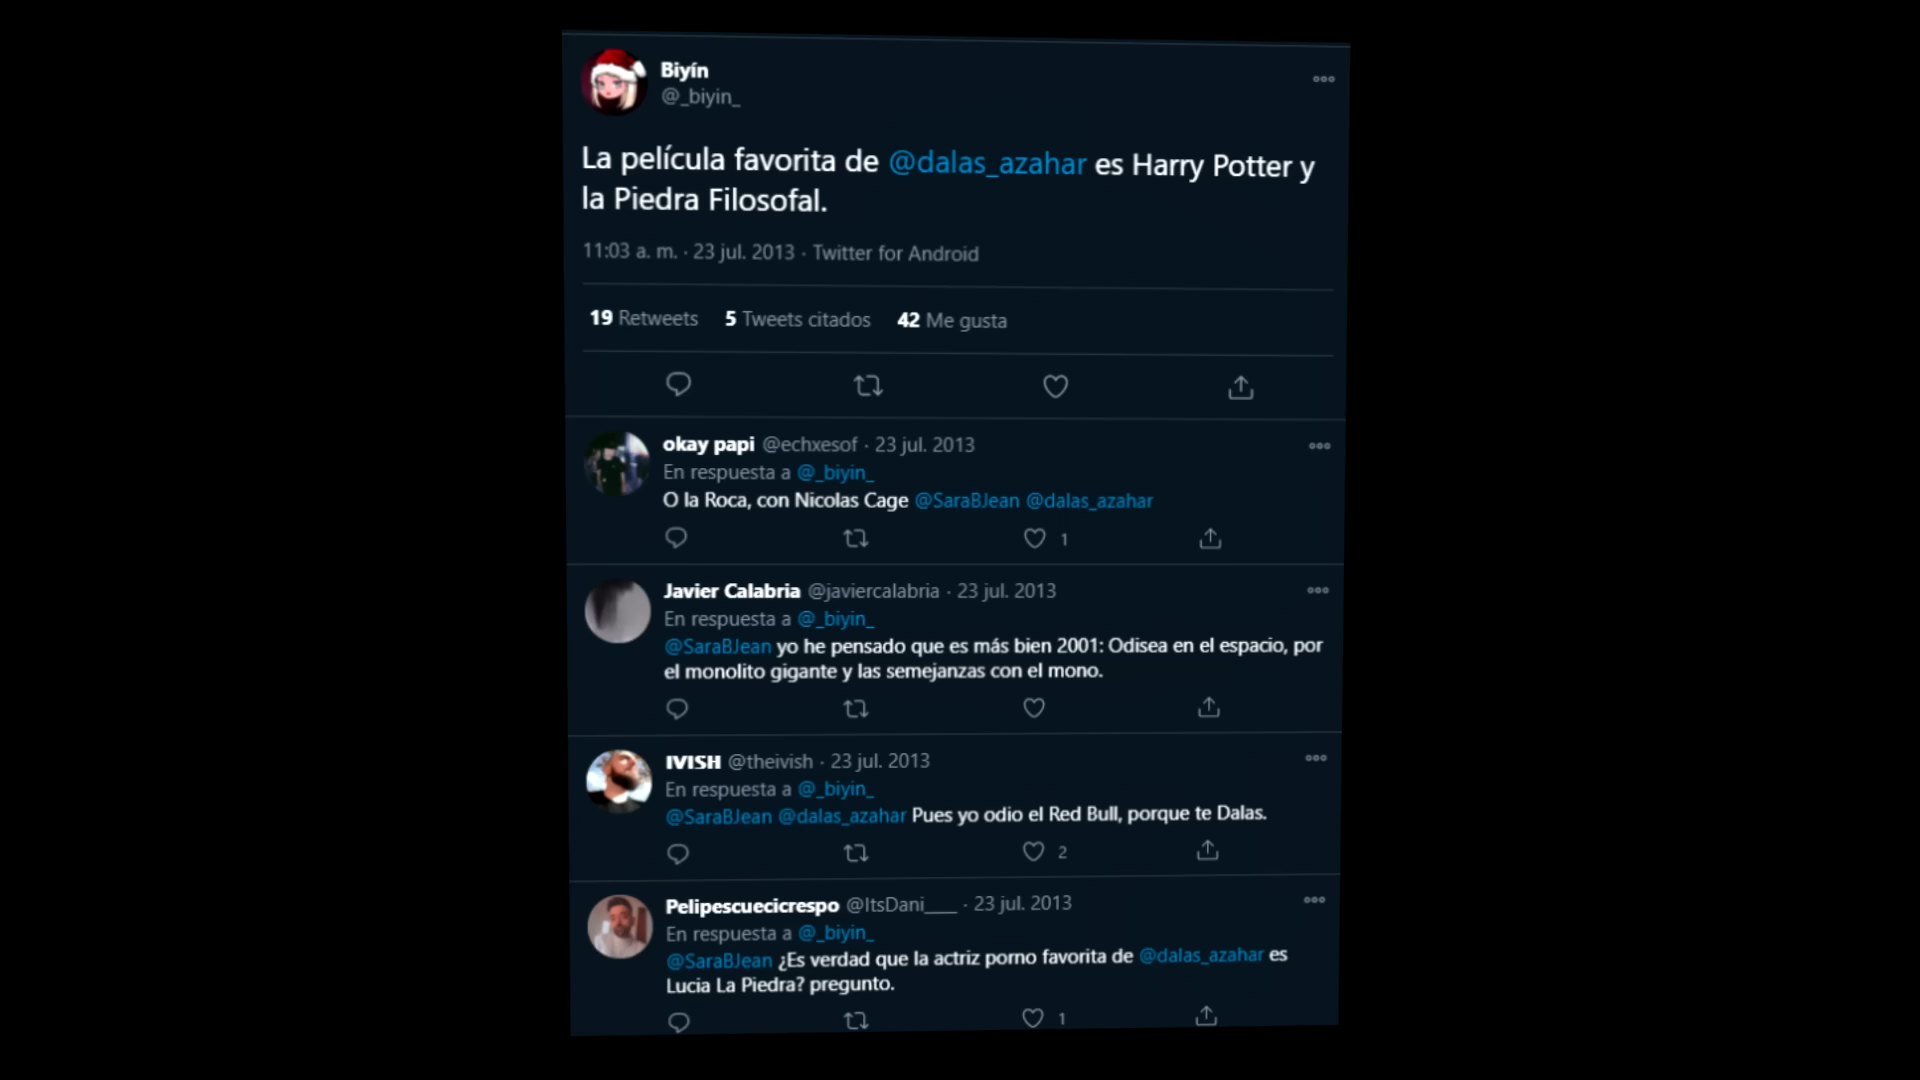 Biyín
@_biyin_
La película favorita de @dalas_azahar es Harry Potter y
la Piedra Filosofal.
11:03 a. m. · 23 jul. 2013 · Twitter for Android
19 Retweets 5 Tweets citados 42 Me gusta
okay papi @echxesof · 23 jul. 2013
En respuesta a @_biyin_
O la Roca, con Nicolas Cage @SaraBJean @dalas_azahar
1
Javier Calabria @javiercalabria · 23 jul. 2013
En respuesta a @_biyin_
@SaraBJean yo he pensado que es más bien 2001: Odisea en el espacio, por
el monolito gigante y las semejanzas con el mono.
IVISH @theivish · 23 jul. 2013
En respuesta a @_biyin_
@SaraBJean @dalas_azahar Pues yo odio el Red Bull, porque te Dalas.
2
Pelipescuecicrespo @ItsDani___ · 23 jul. 2013
En respuesta a @_biyin_
@SaraBJean ¿Es verdad que la actriz porno favorita de @dalas_azahar es
Lucia La Piedra? pregunto.
1